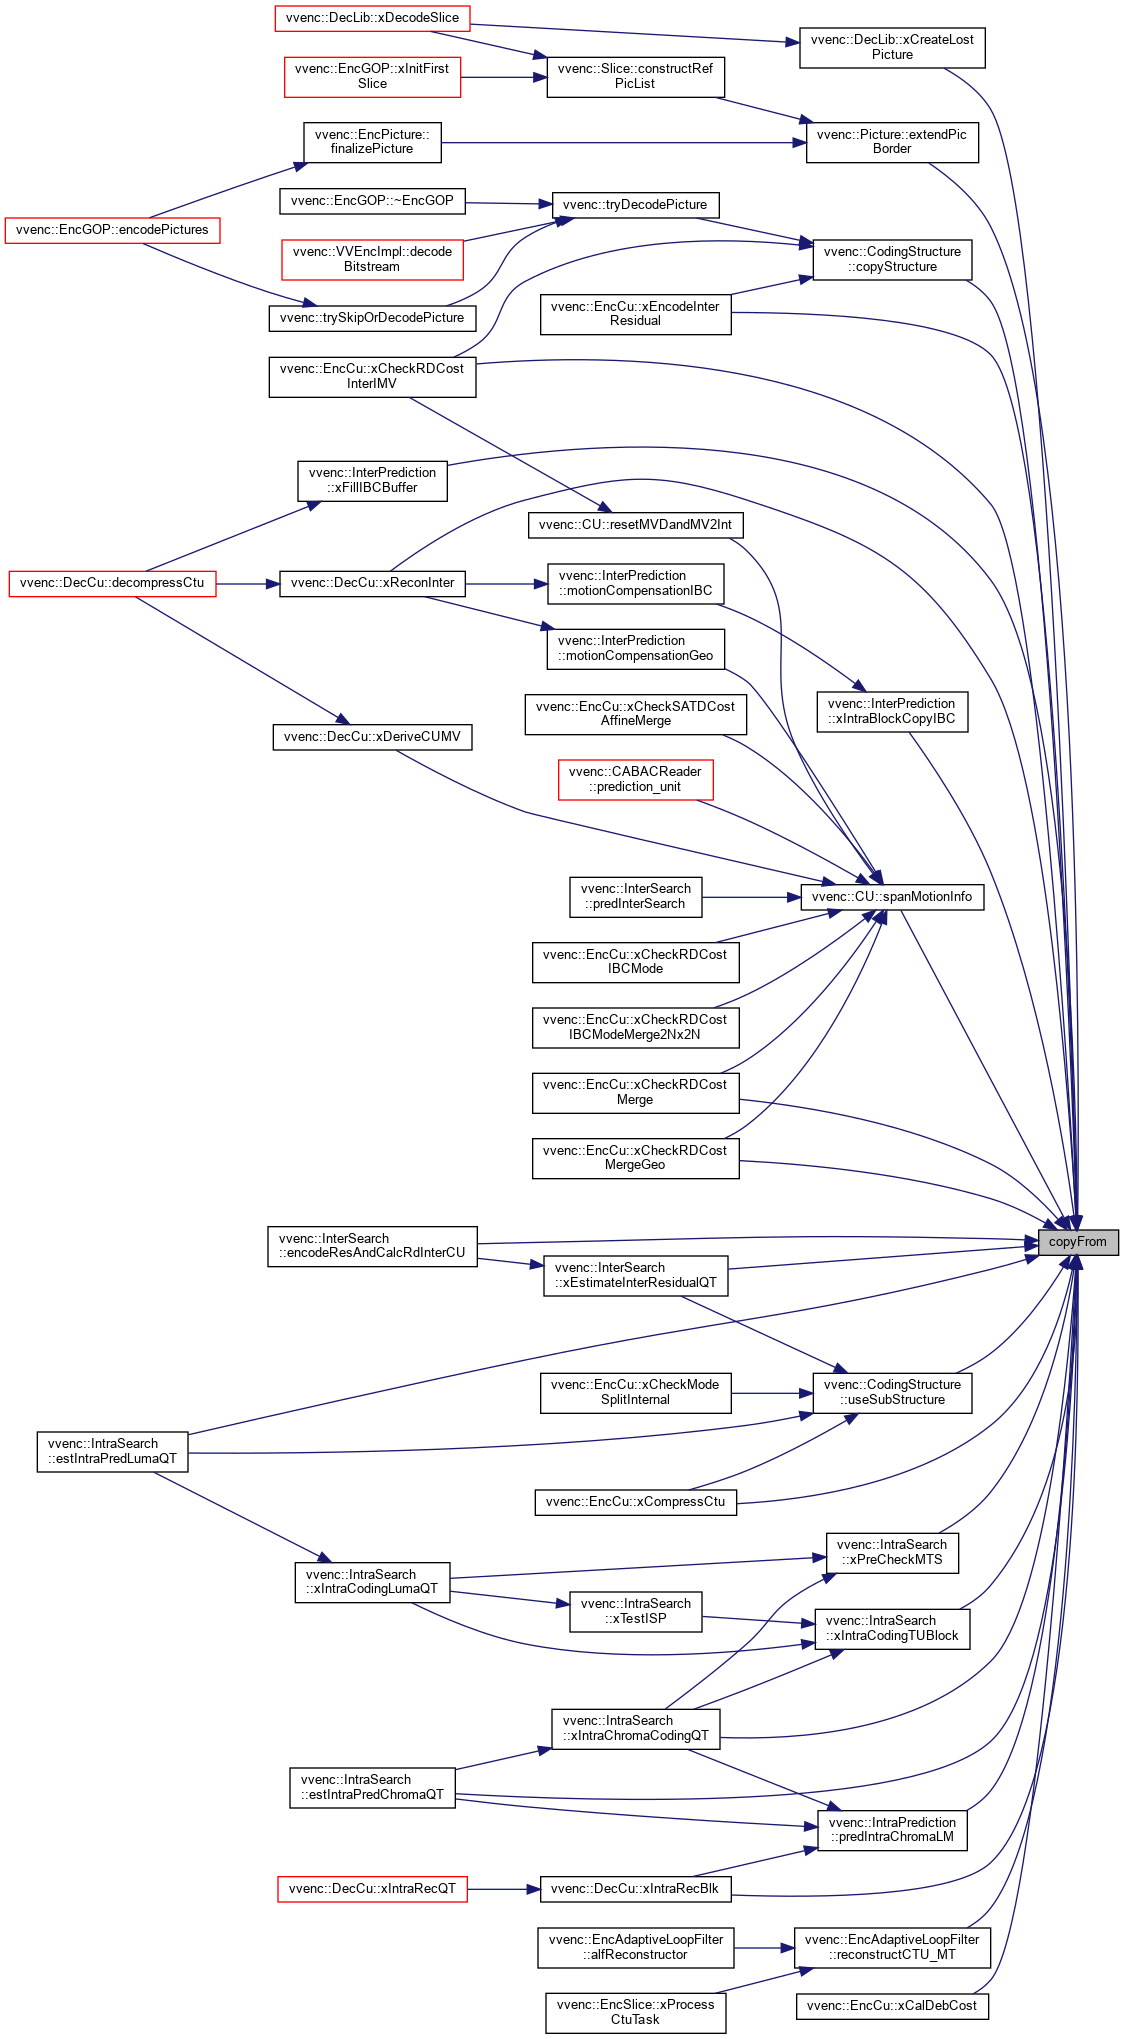 vvenc::DecLib::xDecodeSlice
vvenc::DecLib::xCreateLost
Picture
vvenc::EncGOP::xInitFirst
Slice
vvenc::Slice::constructRef
PicList
vvenc::EncPicture::
finalizePicture
vvenc::Picture::extendPic
Border
vvenc::EncGOP::~EncGOP
vvenc::tryDecodePicture
vvenc::EncGOP::encodePictures
vvenc::VVEncImpl::decode
Bitstream
vvenc::CodingStructure
::copyStructure
vvenc::trySkipOrDecodePicture
vvenc::EncCu::xEncodeInter
Residual
vvenc::EncCu::xCheckRDCost
InterIMV
vvenc::InterPrediction
::xFillIBCBuffer
vvenc::CU::resetMVDandMV2Int
vvenc::DecCu::decompressCtu
vvenc::DecCu::xReconInter
vvenc::InterPrediction
::motionCompensationIBC
vvenc::InterPrediction
::motionCompensationGeo
vvenc::EncCu::xCheckSATDCost
AffineMerge
vvenc::InterPrediction
::xIntraBlockCopyIBC
vvenc::DecCu::xDeriveCUMV
vvenc::CABACReader
::prediction_unit
vvenc::InterSearch
::predInterSearch
vvenc::CU::spanMotionInfo
vvenc::EncCu::xCheckRDCost
IBCMode
vvenc::EncCu::xCheckRDCost
IBCModeMerge2Nx2N
vvenc::EncCu::xCheckRDCost
Merge
vvenc::EncCu::xCheckRDCost
MergeGeo
vvenc::InterSearch
::encodeResAndCalcRdInterCU
copyFrom
vvenc::InterSearch
::xEstimateInterResidualQT
vvenc::EncCu::xCheckMode
SplitInternal
vvenc::CodingStructure
::useSubStructure
vvenc::IntraSearch
::estIntraPredLumaQT
vvenc::EncCu::xCompressCtu
vvenc::IntraSearch
::xPreCheckMTS
vvenc::IntraSearch
::xIntraCodingLumaQT
vvenc::IntraSearch
::xTestISP
vvenc::IntraSearch
::xIntraCodingTUBlock
vvenc::IntraSearch
::xIntraChromaCodingQT
vvenc::IntraSearch
::estIntraPredChromaQT
vvenc::IntraPrediction
::predIntraChromaLM
vvenc::DecCu::xIntraRecQT
vvenc::DecCu::xIntraRecBlk
vvenc::EncAdaptiveLoopFilter
::alfReconstructor
vvenc::EncAdaptiveLoopFilter
::reconstructCTU_MT
vvenc::EncSlice::xProcess
CtuTask
vvenc::EncCu::xCalDebCost